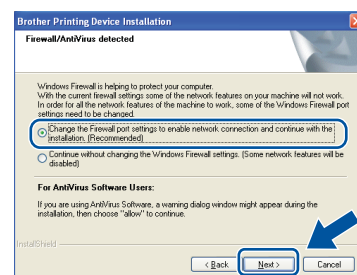 Brother Printing Device Installation
Firewall/AntiVirus detected
Windows Firewall is helping to protect your computer.
With the current firewall settings some of the network features on your machine will not work.
In order for all the network features of the machine to work, some of the Windows Firewall port
settings need to be changed.
Change the Firewall port settings to enable network connection and continue with the
installation. (Recommended)
Continue without changing the Windows Firewall settings. (Some network features will be
disabled)
For AntiVirus Software Users:
If you are using AntiVirus Software, a warning dialog window might appear during the
installation, then choose "allow" to continue.
InstallShield
< Back
Next >
Cancel